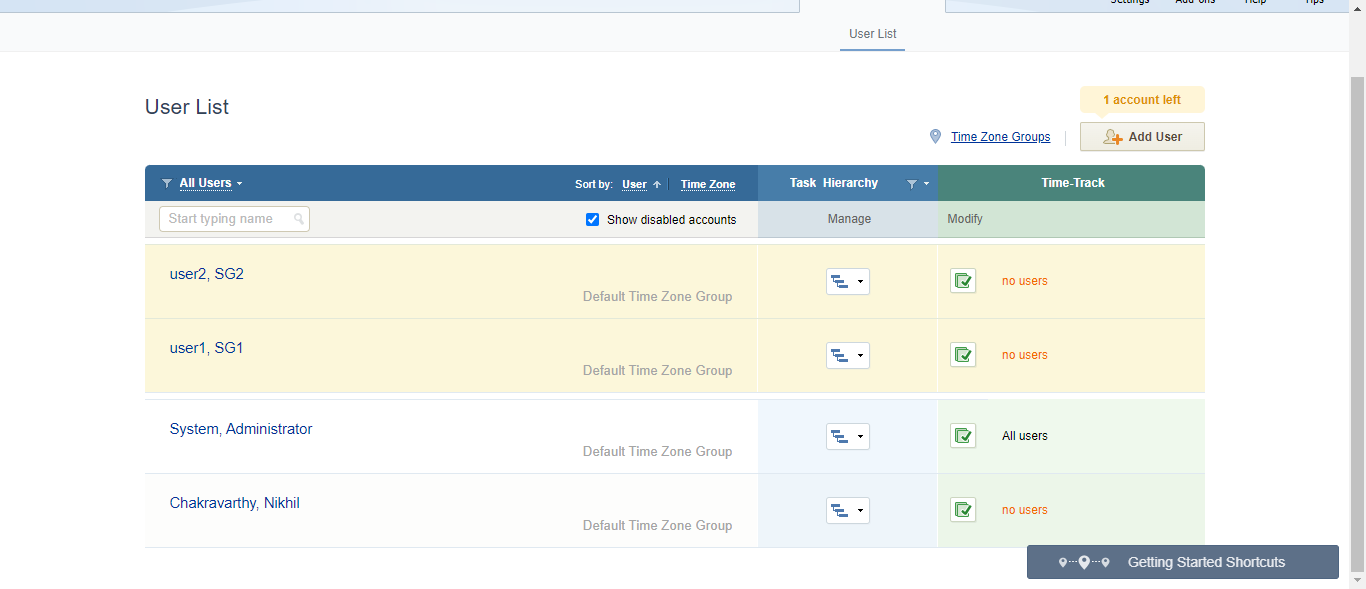 Settings Add-ons Help Tips
User List
User List
1 account left
Time Zone Groups
Add User
All Users Sort by: User Time Zone Task Hierarchy Time-Track
Start typing name Show disabled accounts Manage Modify
user2, SG2
Default Time Zone Group no users
user1, SG1
Default Time Zone Group no users
System, Administrator
Default Time Zone Group All users
Chakravarthy, Nikhil
Default Time Zone Group no users
Getting Started Shortcuts